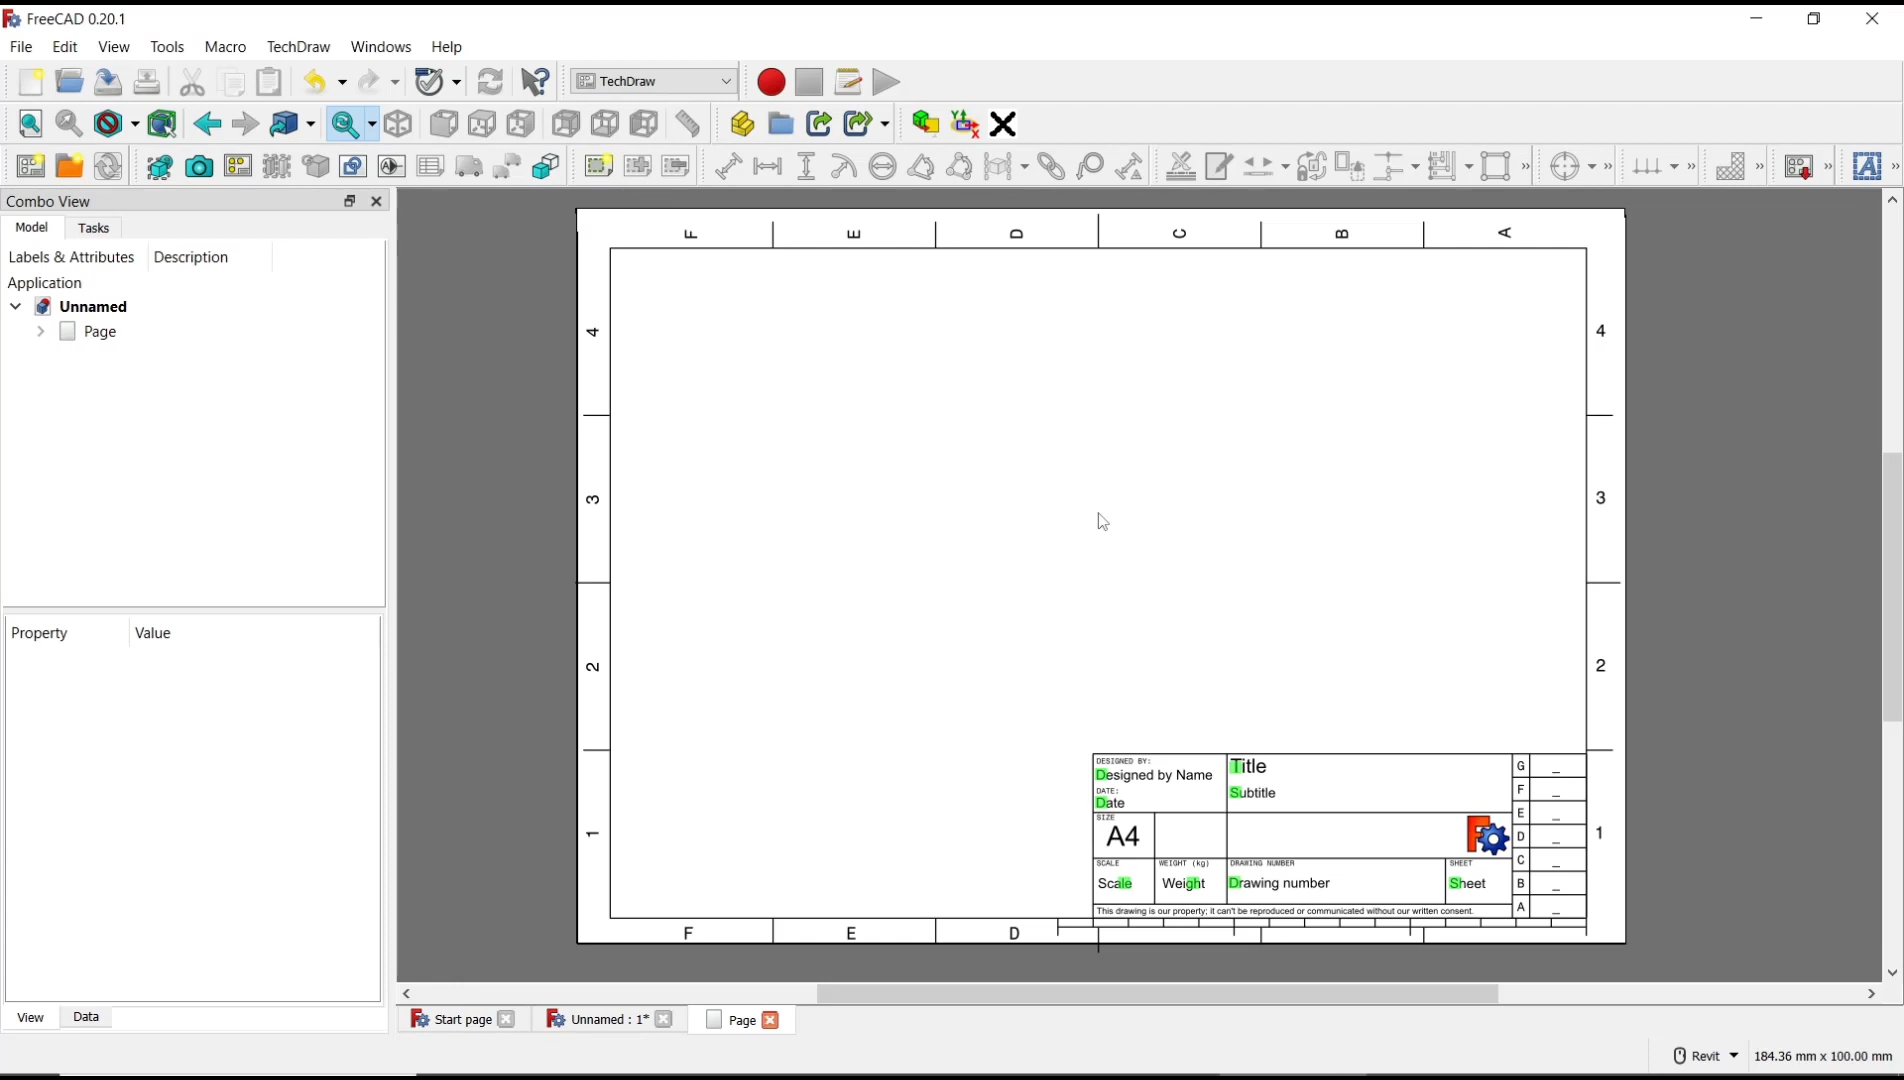 FreeCAD 0.20.1
File Edit View Tools Macro TechDraw Windows Help
TechDraw
Combo View
Model Tasks
Labels & Attributes Description
Application
Unnamed
Page
Property Value
View Data
F E D C B A
4 4
3 3
2 2
1 1
DESIGNED BY:
Designed by Name
DATE:
Date
Title
Subtitle
SIZE
A4
SCALE
Scale
WEIGHT (kg)
Weight
DRAWING NUMBER
Drawing number
SHEET
Sheet
G _
F _
E _
D _
C _
B _
A _
This drawing is our property; it can't be reproduced or communicated without our written consent.
F E D
Start page Unnamed : 1* Page
Revit 184.36 mm x 100.00 mm